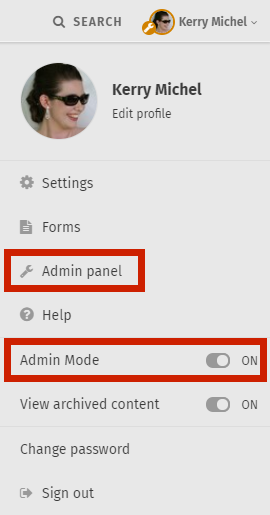 SEARCH Kerry Michel
Kerry Michel
Edit profile
Settings
Forms
Admin panel
Help
Admin Mode ON
View archived content ON
Change password
Sign out